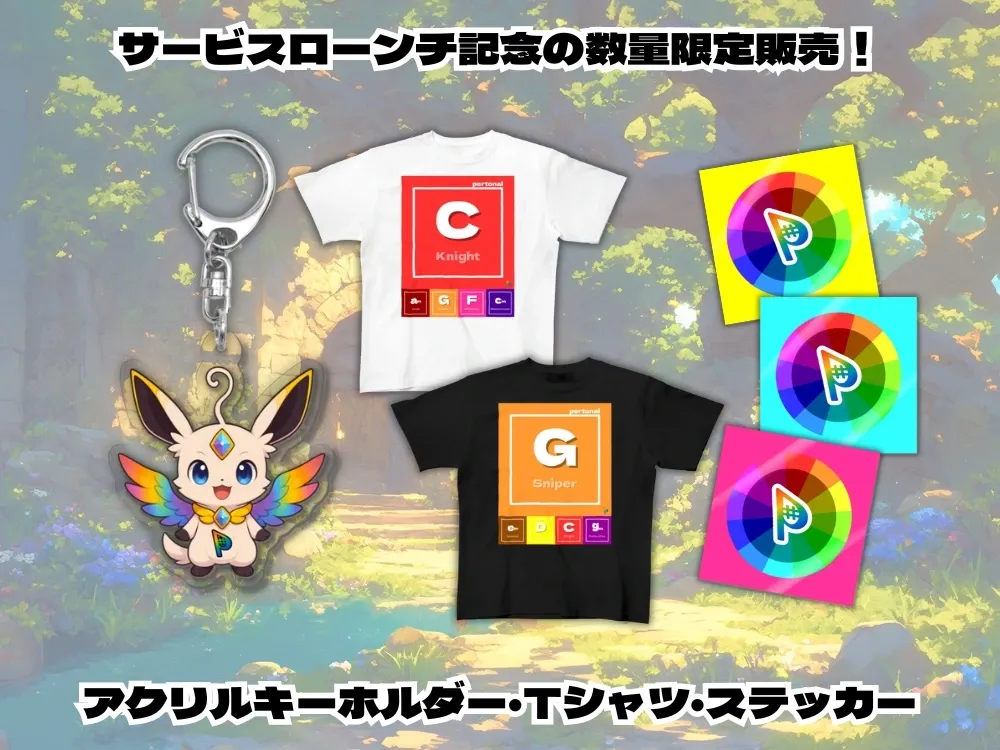 サービスローンチ記念の数量限定販売！
pertonal
C
Knight
a
G
F
C
pertonal
G
Sniper
e
D
C
g
P
P
P
P
アクリルキーホルダー・Tシャツ・ステッカー